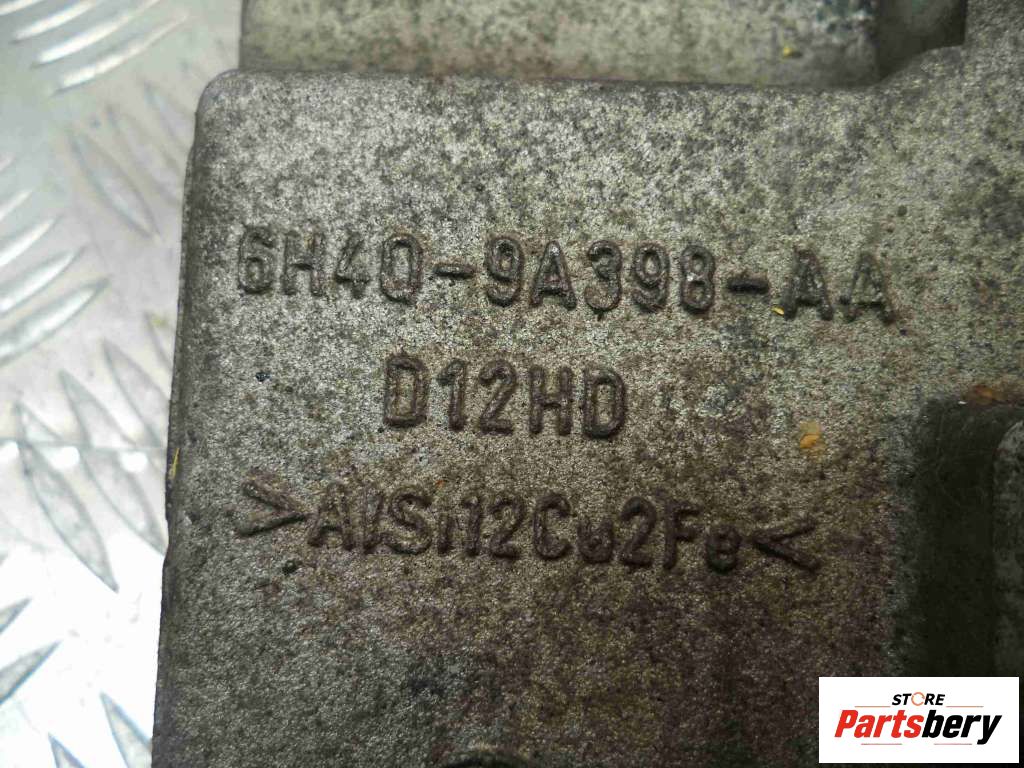 6H4Q-9A398-AA
D12HD
>AlSi12Cu2Fe<
STORE
Partsbery